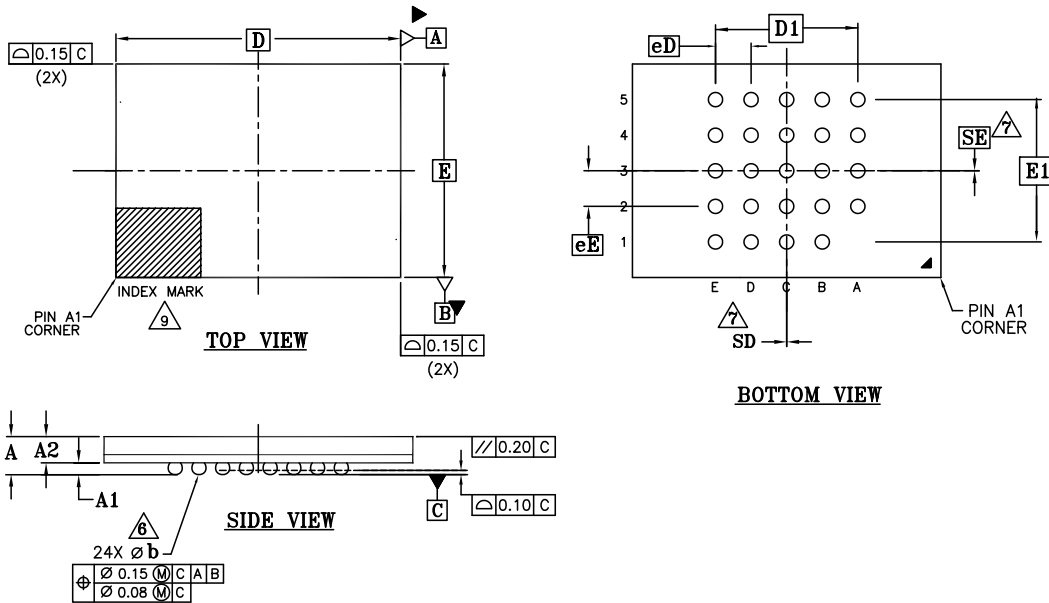 D
A
⌓ 0.15 C
(2X)
E
INDEX MARK
PIN A1
CORNER
9
TOP VIEW
B
⌓ 0.15 C
(2X)
D1
eD
5
4
3
2
1
E D C B A
SE
7
E1
eE
7
SD
PIN A1
CORNER
BOTTOM VIEW
A
A2
A1
// 0.20 C
C
⌓ 0.10 C
SIDE VIEW
6
24X Ø b
⌖ Ø 0.15 Ⓜ C A B
Ø 0.08 Ⓜ C